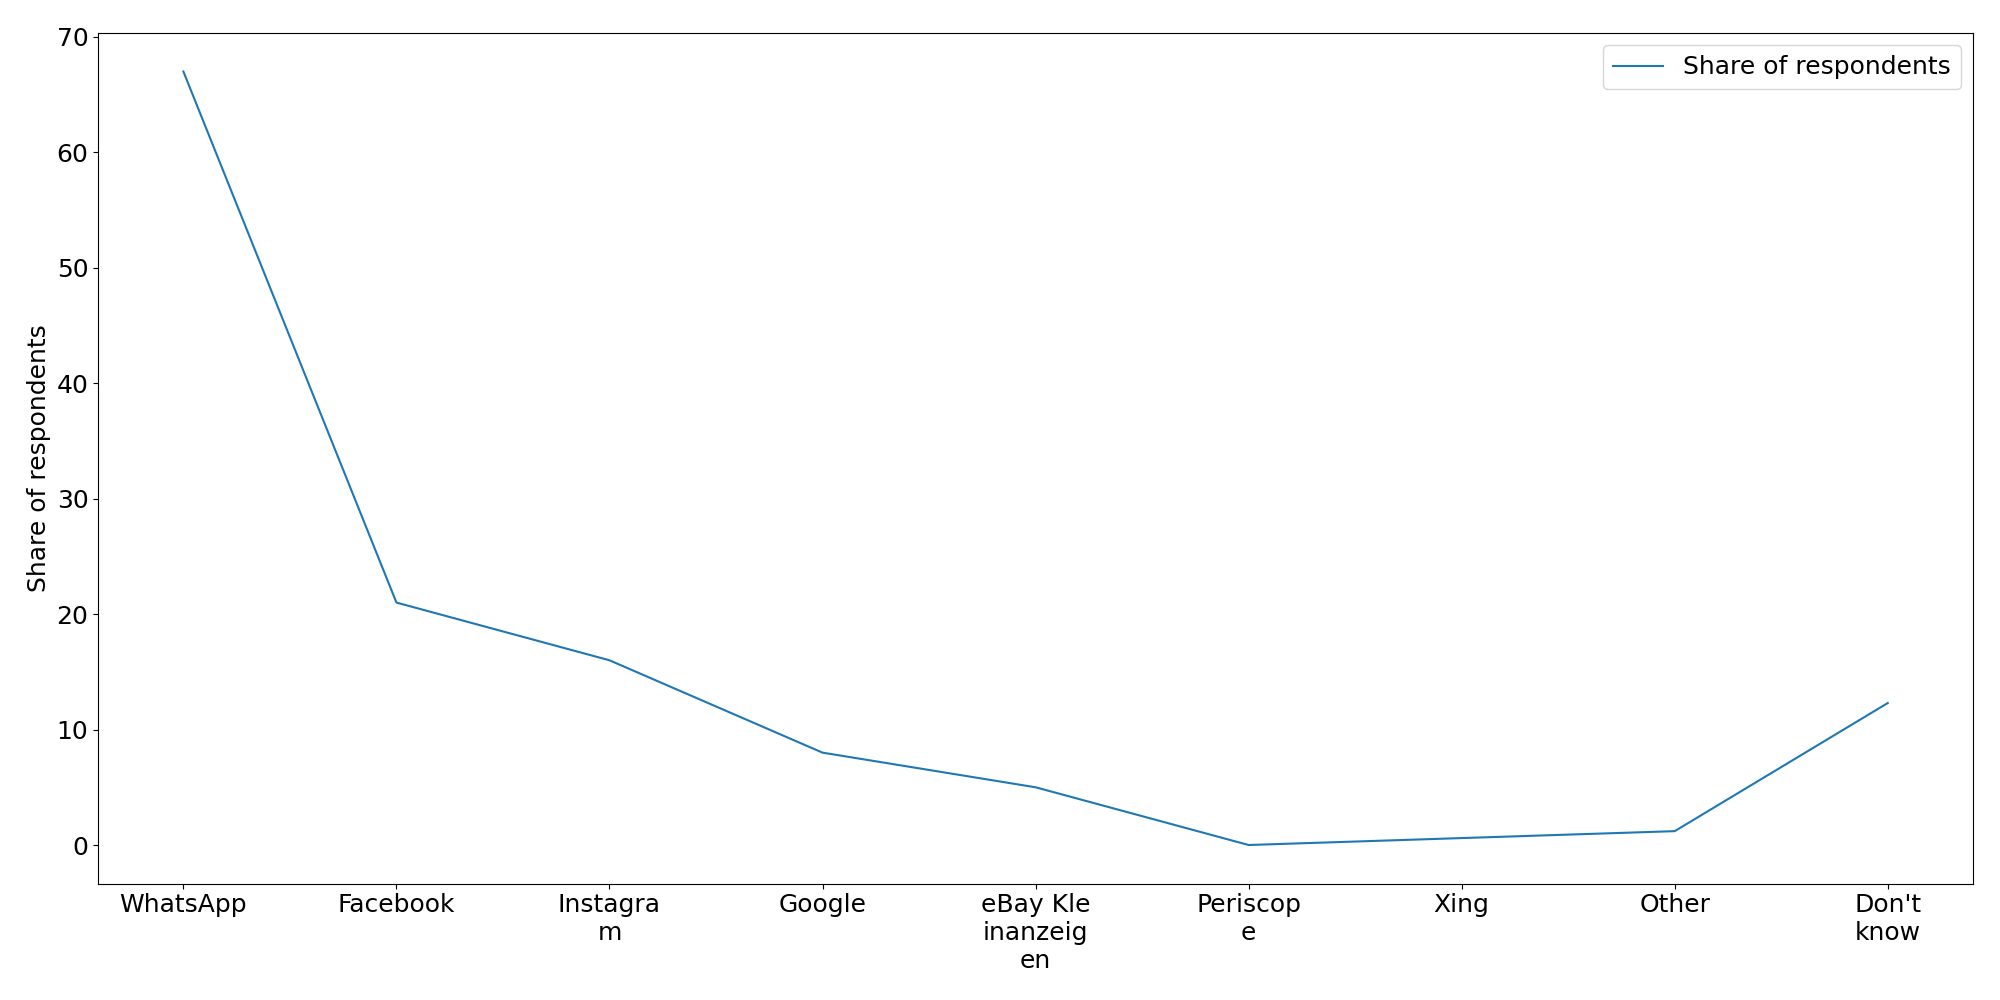 Share of respondents
Share of respondents
70
60
50
40
30
20
10
0
WhatsApp
Facebook
Instagra
m
Google
eBay Kle
inanzeig
en
Periscop
e
Xing
Other
Don't
know